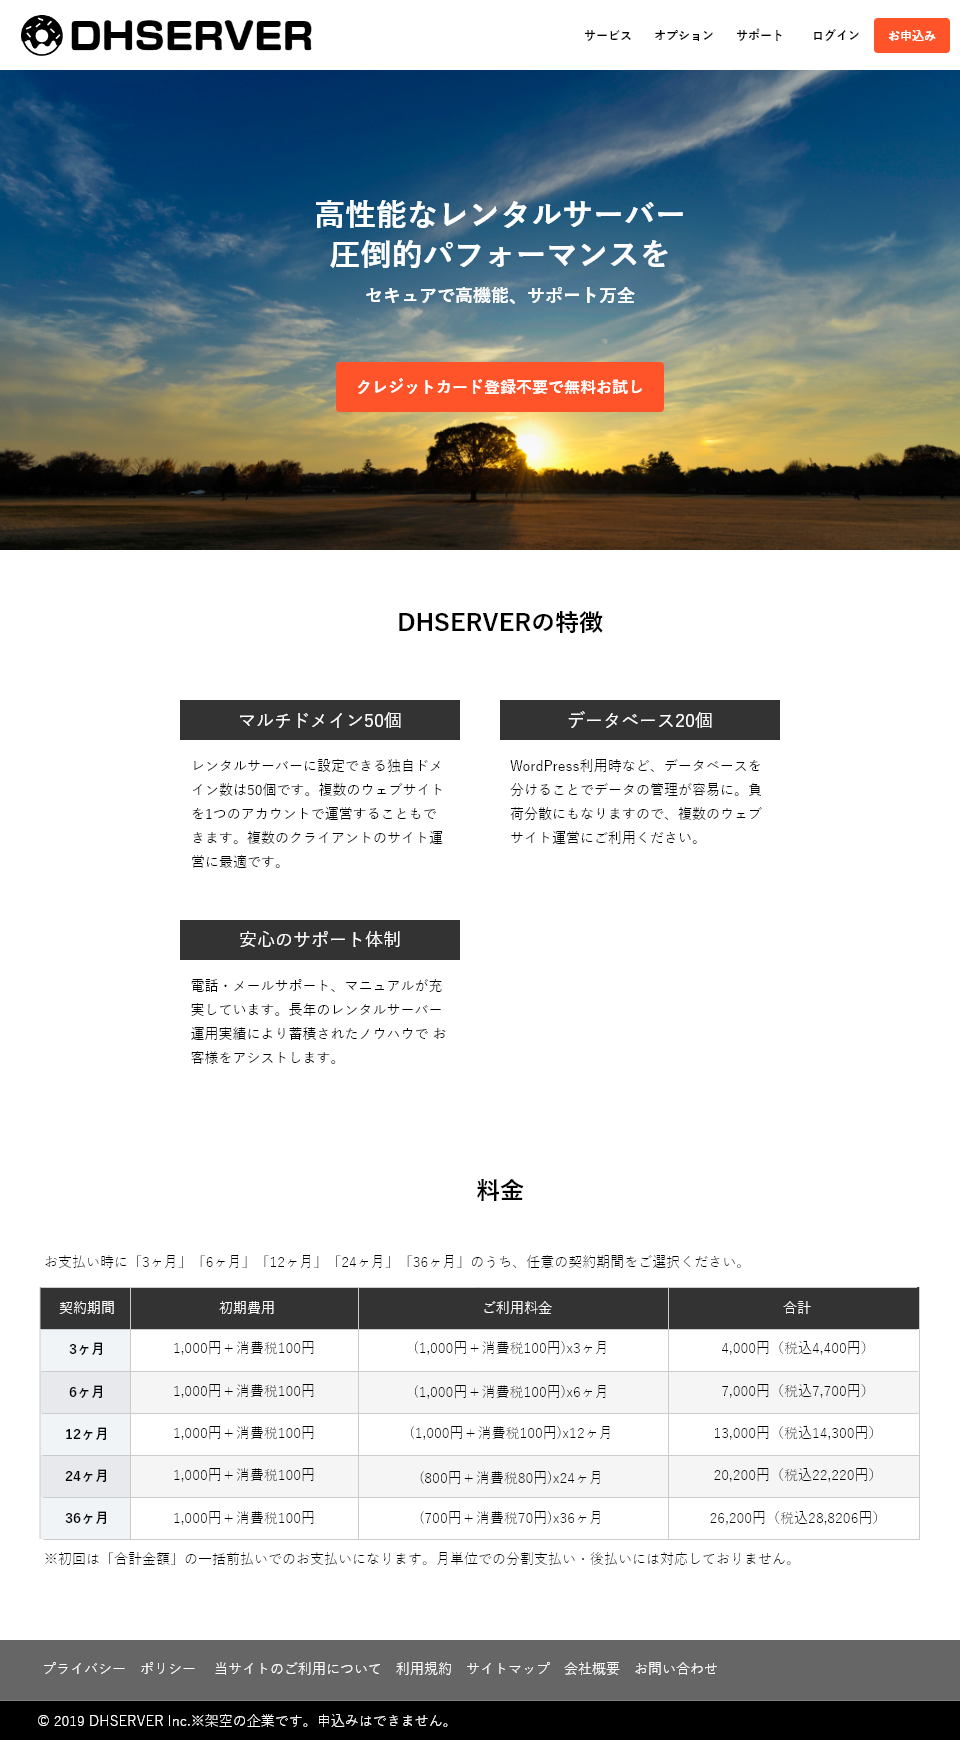 DHSERVER
サービス オプション サポート ログイン お申込み
高性能なレンタルサーバー
圧倒的パフォーマンスを
セキュアで高機能、サポート万全
クレジットカード登録不要で無料お試し
DHSERVERの特徴
マルチドメイン50個
レンタルサーバーに設定できる独自ドメ
イン数は50個です。複数のウェブサイト
を1つのアカウントで運営することもで
きます。複数のクライアントのサイト運
営に最適です。
データベース20個
WordPress利用時など、データベースを
分けることでデータの管理が容易に。負
荷分散にもなりますので、複数のウェブ
サイト運営にご利用ください。
安心のサポート体制
電話・メールサポート、マニュアルが充
実しています。長年のレンタルサーバー
運用実績により蓄積されたノウハウで お
客様をアシストします。
料金
お支払い時に「3ヶ月」「6ヶ月」「12ヶ月」「24ヶ月」「36ヶ月」のうち、任意の契約期間をご選択ください。
契約期間 初期費用 ご利用料金 合計
3ヶ月 1,000円＋消費税100円 (1,000円＋消費税100円)x3ヶ月 4,000円（税込4,400円）
6ヶ月 1,000円＋消費税100円 (1,000円＋消費税100円)x6ヶ月 7,000円（税込7,700円）
12ヶ月 1,000円＋消費税100円 (1,000円＋消費税100円)x12ヶ月 13,000円（税込14,300円）
24ヶ月 1,000円＋消費税100円 (800円＋消費税80円)x24ヶ月 20,200円（税込22,220円）
36ヶ月 1,000円＋消費税100円 (700円＋消費税70円)x36ヶ月 26,200円（税込28,8206円）
※初回は「合計金額」の一括前払いでのお支払いになります。月単位での分割支払い・後払いには対応しておりません。
プライバシー ポリシー 当サイトのご利用について 利用規約 サイトマップ 会社概要 お問い合わせ
© 2019 DHSERVER Inc.※架空の企業です。申込みはできません。